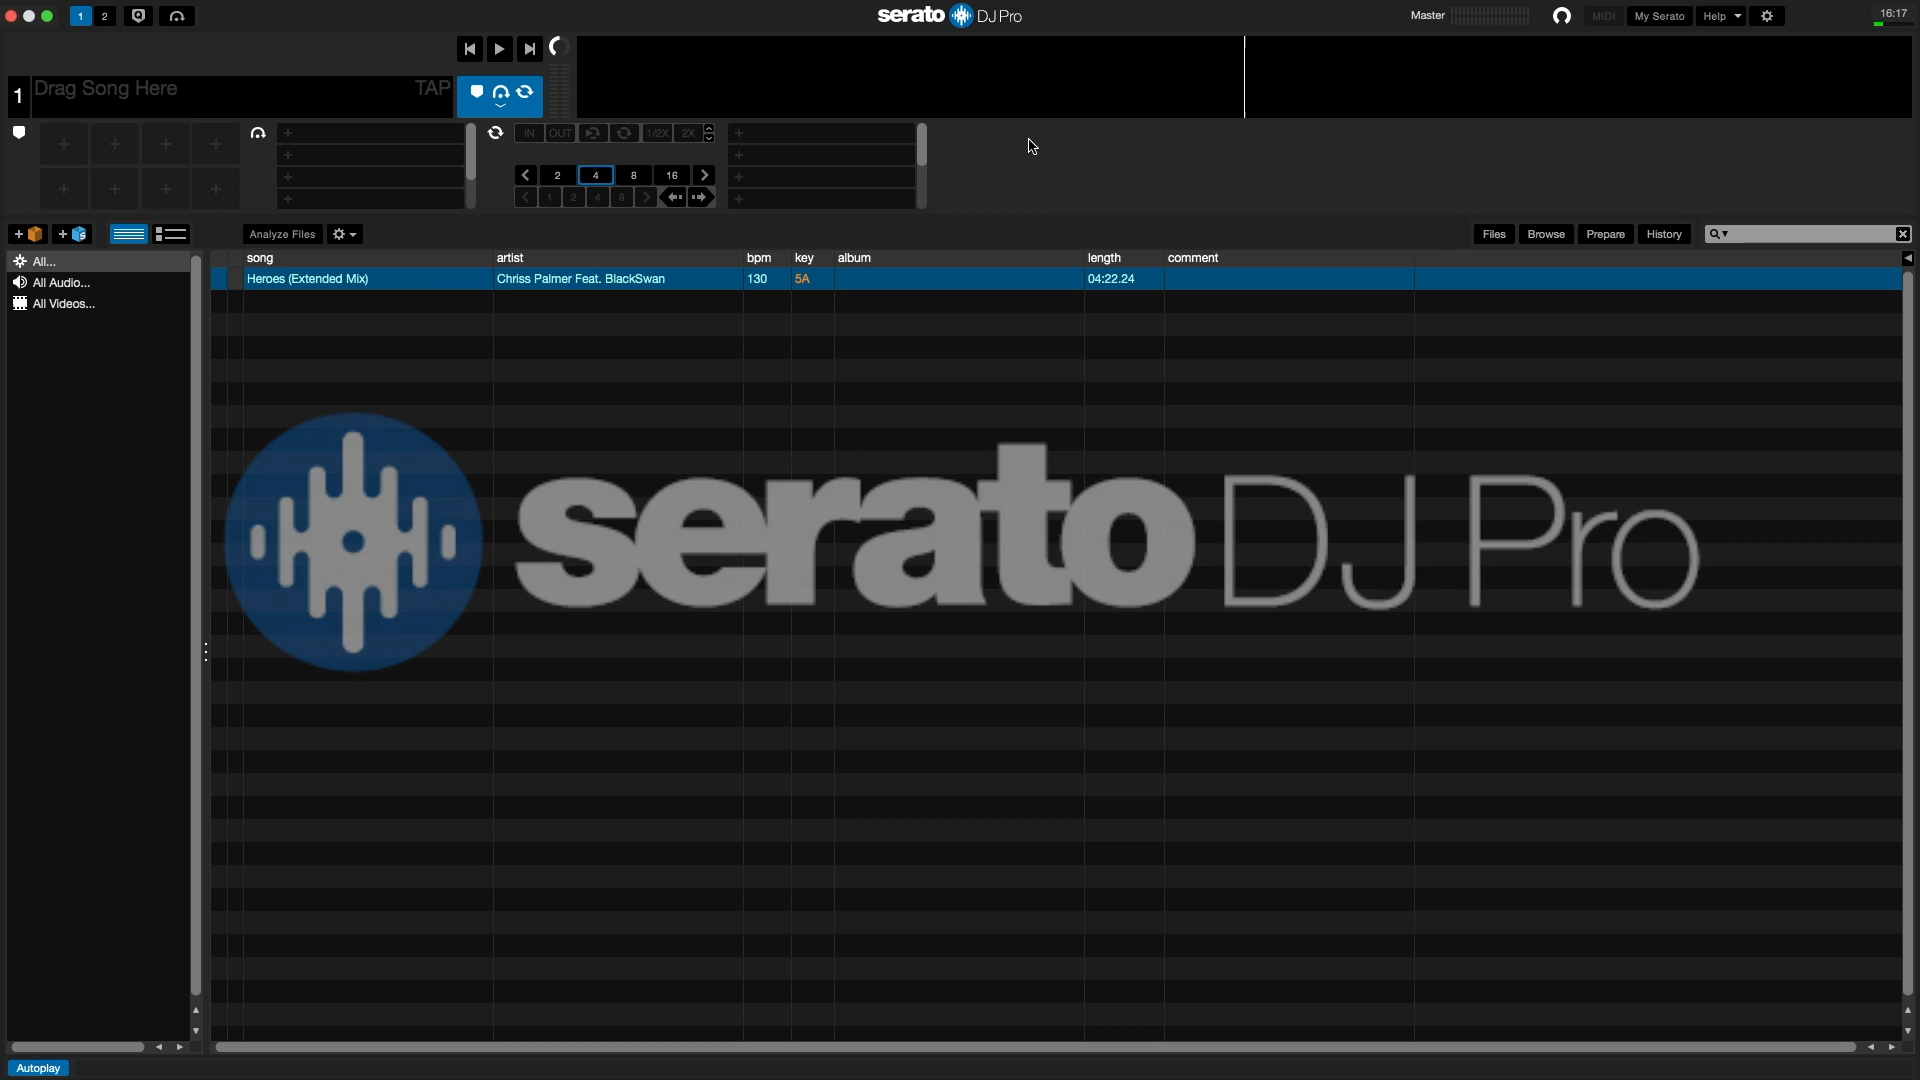 1 2
serato DJ Pro
Master
MIDI
My Serato
Help
16:17
1
Drag Song Here
TAP
IN OUT 1/2X 2X
2 4 8 16
1 2 4 8
Analyze Files
Files
Browse
Prepare
History
All...
All Audio...
All Videos...
song artist bpm key album length comment
Heroes (Extended Mix) Chriss Palmer Feat. BlackSwan 130 5A 04:22.24
serato DJ Pro
Autoplay